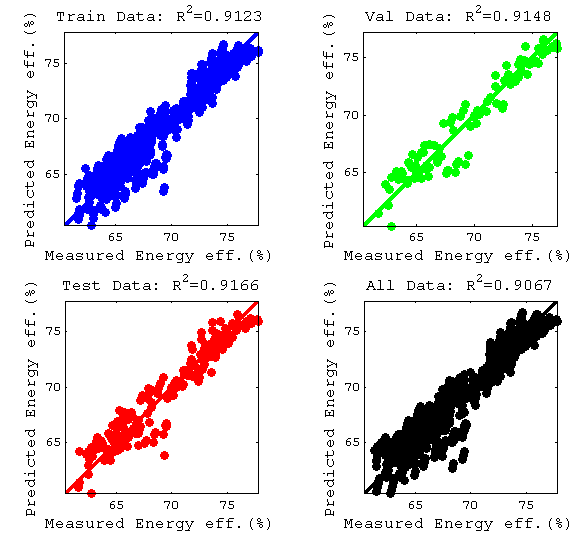 Train Data: R²=0.9123
Val Data: R²=0.9148
Predicted Energy eff.(%)
75
70
65
65 70 75
Measured Energy eff.(%)
Predicted Energy eff.(%)
75
70
65
65 70 75
Measured Energy eff.(%)
Test Data: R²=0.9166
All Data: R²=0.9067
Predicted Energy eff.(%)
75
70
65
65 70 75
Measured Energy eff.(%)
Predicted Energy eff.(%)
75
70
65
65 70 75
Measured Energy eff.(%)